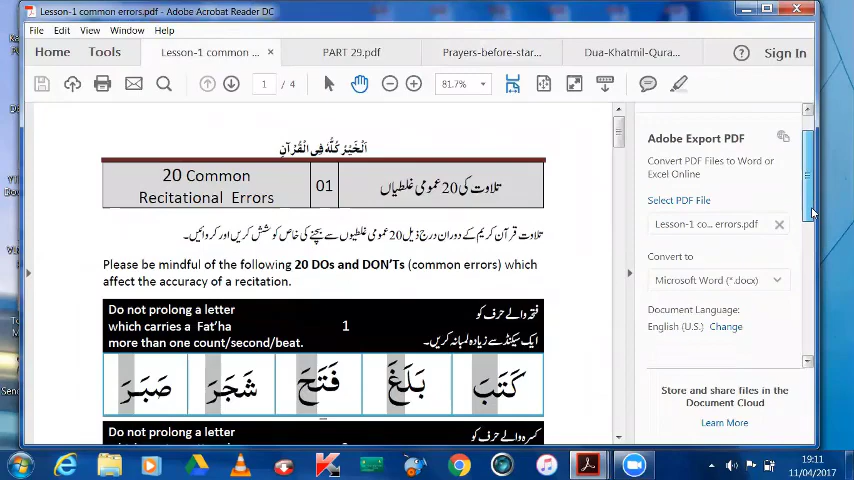 Lesson-1 common errors.pdf - Adobe Acrobat Reader DC
File Edit View Window Help
Home Tools Lesson-1 common ... × PART 29.pdf Prayers-before-star... Dua-Khatmil-Qura... Sign In
1 / 4 81.7%
اَلْخَيْرُ كُلُّهُ فِي الْقُرْآنِ
20 Common
Recitational Errors
01
تلاوت کی 20 عمومی غلطیاں
تلاوت قرآن کریم کے دوران درج ذیل 20 عمومی غلطیوں سے بچنے کی خاص کوشش کریں اور کروائیں۔
Please be mindful of the following 20 DOs and DON'Ts (common errors) which
affect the accuracy of a recitation.
Do not prolong a letter
which carries a Fat'ha
more than one count/second/beat.
1
فتحہ والے حرف کو
ایک سیکنڈ سے زیادہ لمبا نہ کریں۔
كَتَبَ بَلَغَ فَتَحَ شَجَرَ صَبَرَ
Do not prolong a letter
کسرہ والے حرف کو
Adobe Export PDF
Convert PDF Files to Word or
Excel Online
Select PDF File
Lesson-1 co... errors.pdf
Convert to
Microsoft Word (*.docx)
Document Language:
English (U.S.) Change
Store and share files in the
Document Cloud
Learn More
19:11
11/04/2017